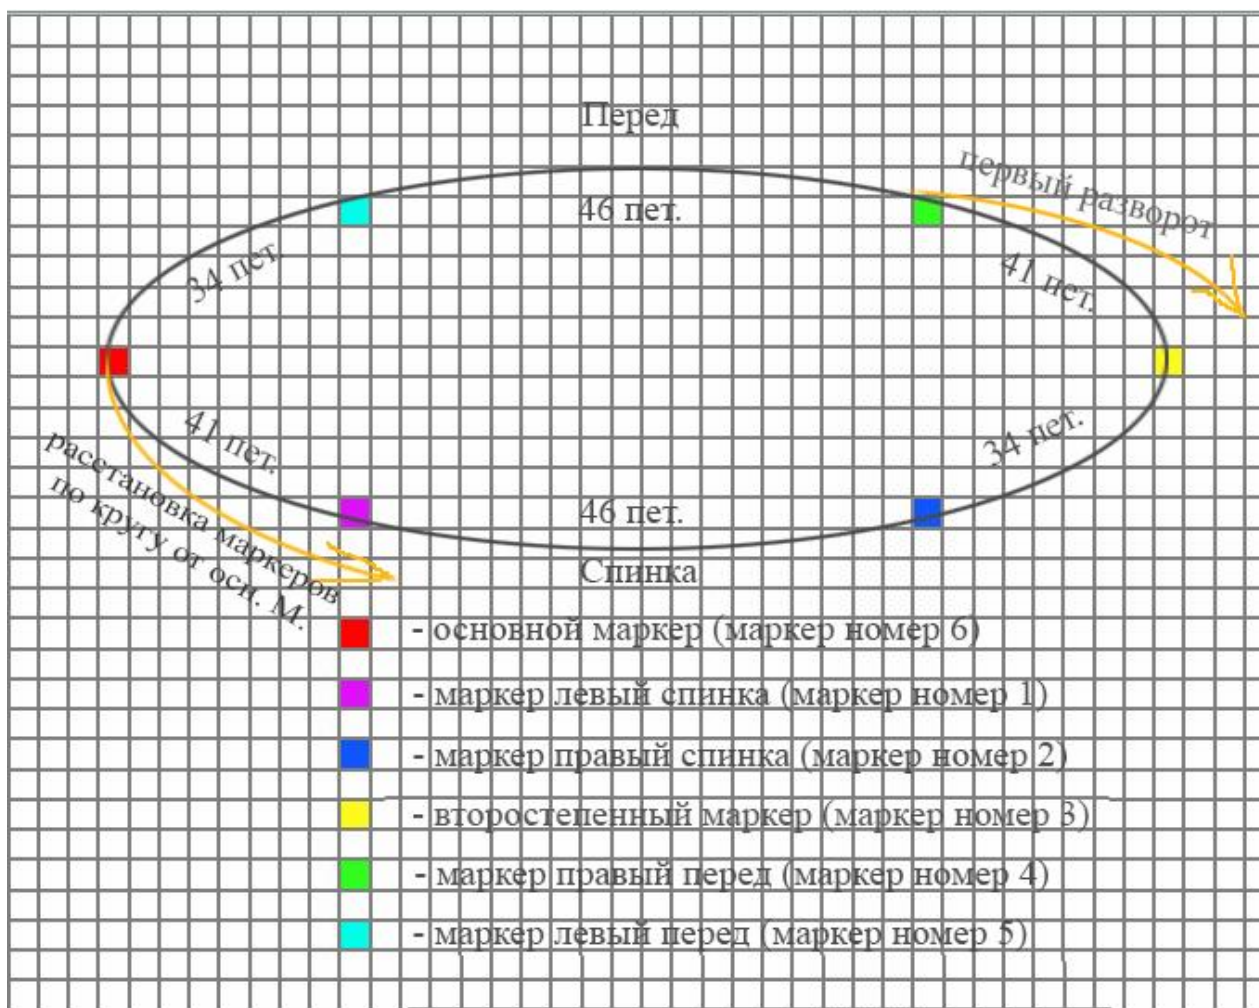 Перед
первый разворот
46 пет.
34 пет.
41 пет.
41 пет.
34 пет.
расстановка маркеров
по кругу от осн. М.
46 пет.
Спинка
- основной маркер (маркер номер 6)
- маркер левый спинка (маркер номер 1)
- маркер правый спинка (маркер номер 2)
- второстепенный маркер (маркер номер 3)
- маркер правый перед (маркер номер 4)
- маркер левый перед (маркер номер 5)